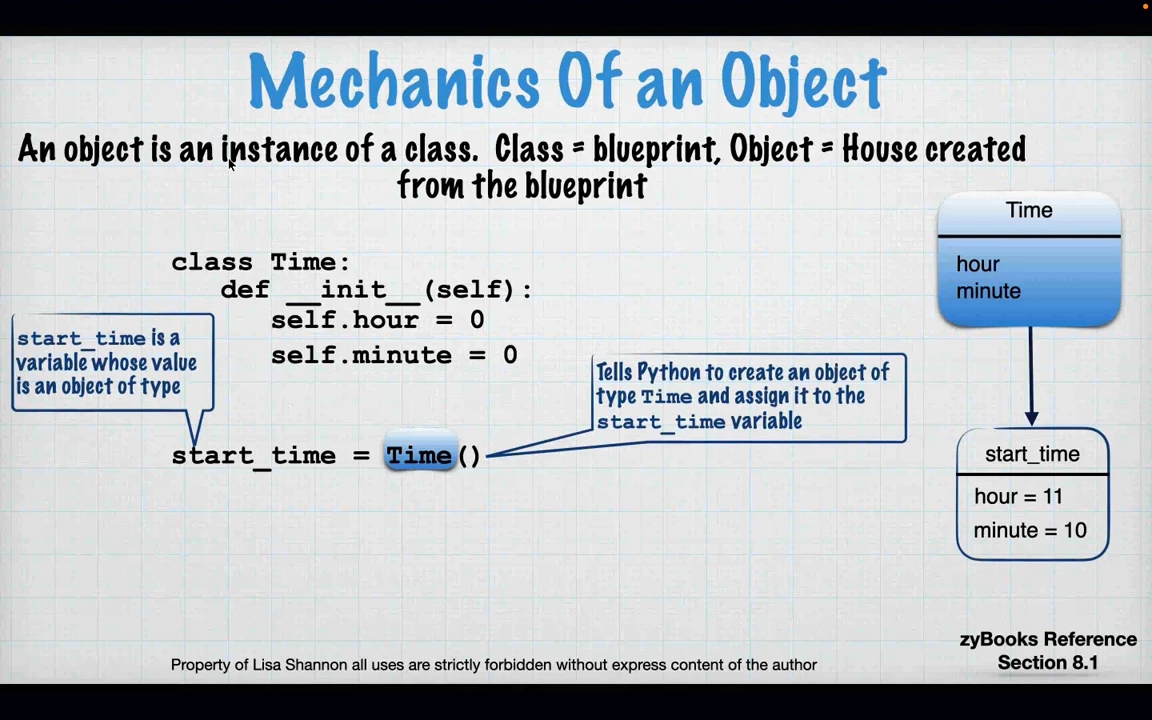 Mechanics Of an Object
An object is an instance of a class. Class = blueprint, Object = House created
from the blueprint
class Time:
def __init__(self):
self.hour = 0
self.minute = 0
start_time is a
variable whose value
is an object of type
Tells Python to create an object of
type Time and assign it to the
start_time variable
start_time = Time()
Time
hour
minute
start_time
hour = 11
minute = 10
zyBooks Reference
Section 8.1
Property of Lisa Shannon all uses are strictly forbidden without express content of the author